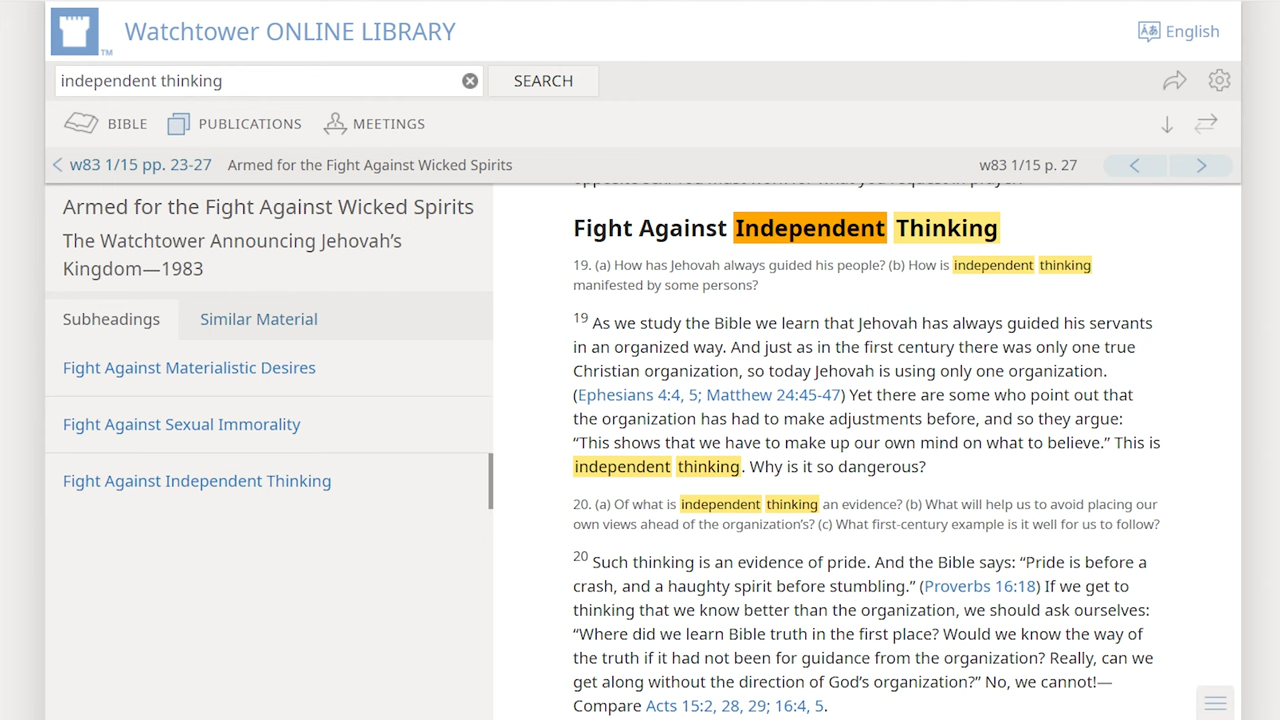 Watchtower ONLINE LIBRARY
TM
English
independent thinking
SEARCH
BIBLE PUBLICATIONS MEETINGS
w83 1/15 pp. 23-27 Armed for the Fight Against Wicked Spirits w83 1/15 p. 27
Armed for the Fight Against Wicked Spirits
The Watchtower Announcing Jehovah’s
Kingdom—1983
Subheadings Similar Material
Fight Against Materialistic Desires
Fight Against Sexual Immorality
Fight Against Independent Thinking
Fight Against Independent Thinking
19. (a) How has Jehovah always guided his people? (b) How is independent thinking
manifested by some persons?
19 As we study the Bible we learn that Jehovah has always guided his servants
in an organized way. And just as in the first century there was only one true
Christian organization, so today Jehovah is using only one organization.
(Ephesians 4:4, 5; Matthew 24:45-47) Yet there are some who point out that
the organization has had to make adjustments before, and so they argue:
“This shows that we have to make up our own mind on what to believe.” This is
independent thinking. Why is it so dangerous?
20. (a) Of what is independent thinking an evidence? (b) What will help us to avoid placing our
own views ahead of the organization’s? (c) What first-century example is it well for us to follow?
20 Such thinking is an evidence of pride. And the Bible says: “Pride is before a
crash, and a haughty spirit before stumbling.” (Proverbs 16:18) If we get to
thinking that we know better than the organization, we should ask ourselves:
“Where did we learn Bible truth in the first place? Would we know the way of
the truth if it had not been for guidance from the organization? Really, can we
get along without the direction of God’s organization?” No, we cannot!—
Compare Acts 15:2, 28, 29; 16:4, 5.